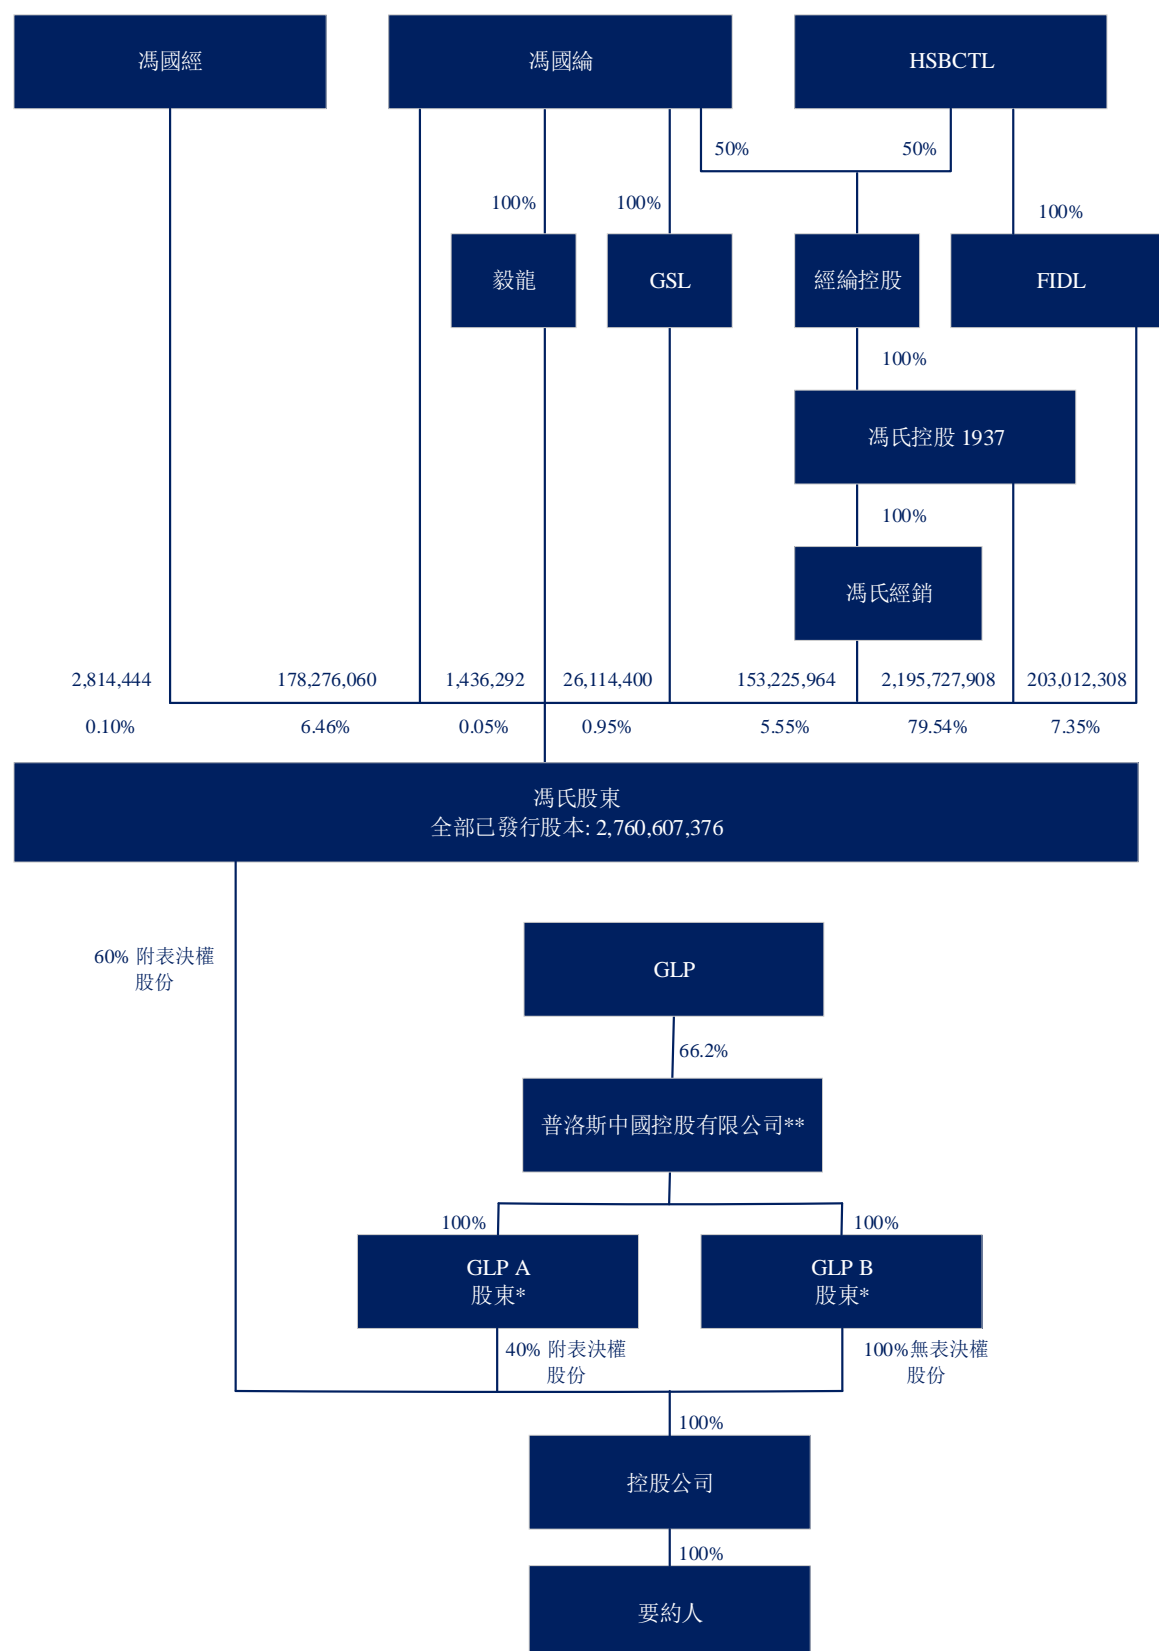 馮國經
馮國綸
HSBCTL
50%
50%
100%
100%
100%
毅龍
GSL
經綸控股
FIDL
100%
馮氏控股 1937
100%
馮氏經銷
2,814,444
178,276,060
1,436,292
26,114,400
153,225,964
2,195,727,908
203,012,308
0.10%
6.46%
0.05%
0.95%
5.55%
79.54%
7.35%
馮氏股東
全部已發行股本: 2,760,607,376
60% 附表決權
股份
GLP
66.2%
普洛斯中國控股有限公司**
100%
100%
GLP A
股東*
GLP B
股東*
40% 附表決權
股份
100%無表決權
股份
100%
控股公司
100%
要約人